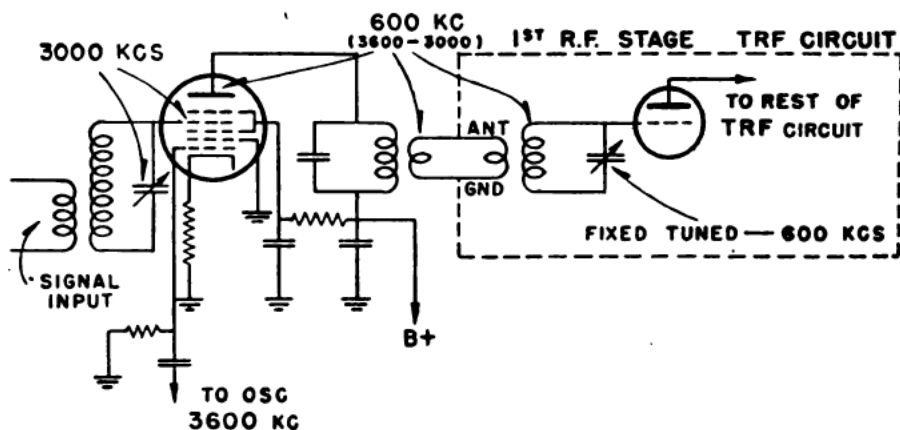 600 KC
(3600-3000)
1ST R.F. STAGE TRF CIRCUIT
3000 KCS
TO REST OF
TRF CIRCUIT
ANT
GND
FIXED TUNED — 600 KCS
SIGNAL
INPUT
B+
TO OSC
3600 KC